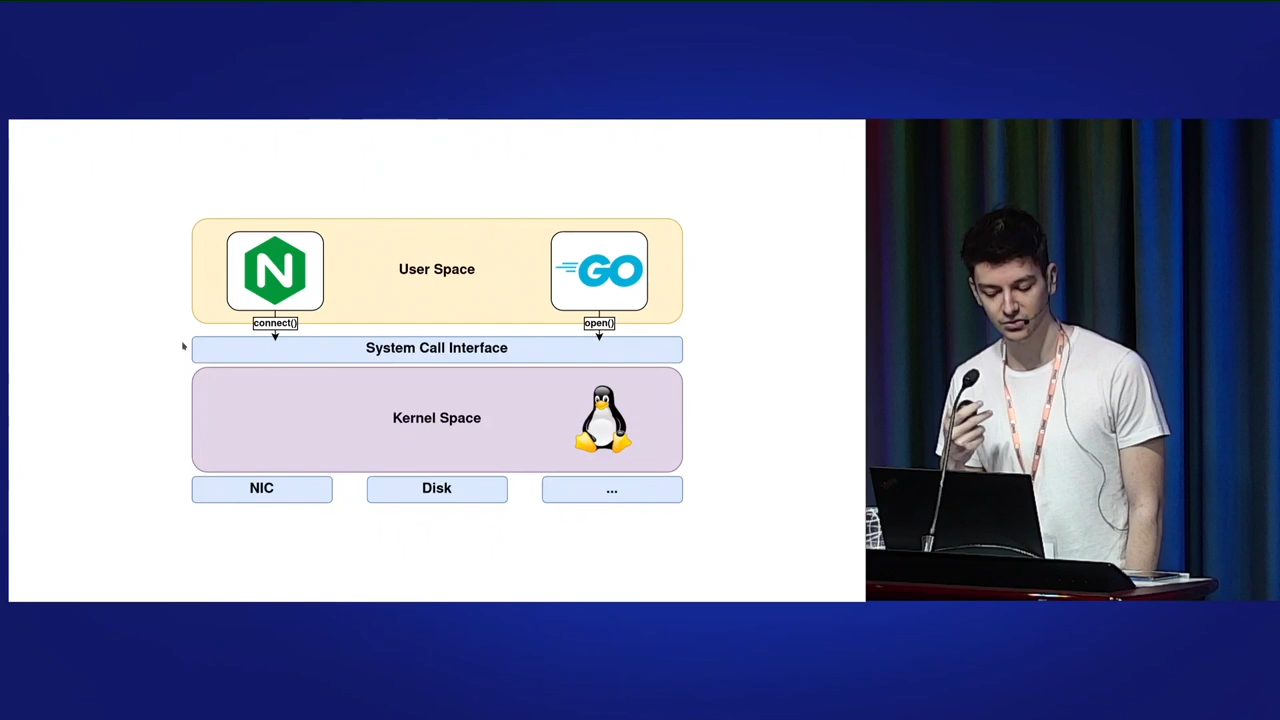 N
User Space
GO
connect()
open()
System Call Interface
Kernel Space
NIC
Disk
...